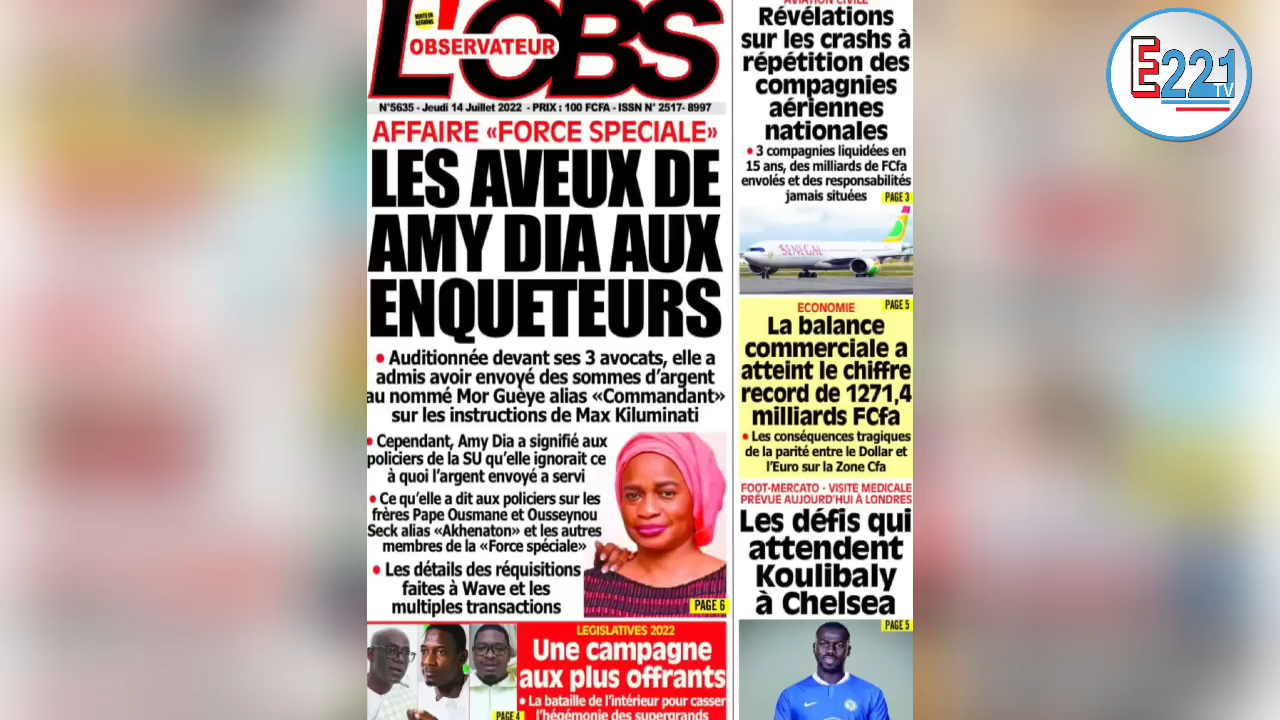 L'OBS
VENTE EN
REGIONS
OBSERVATEUR
N°5635 - Jeudi 14 Juillet 2022 - PRIX : 100 FCFA - ISSN N° 2517- 8997
AFFAIRE «FORCE SPECIALE»
LES AVEUX DE
AMY DIA AUX
ENQUETEURS
• Auditionnée devant ses 3 avocats, elle a
admis avoir envoyé des sommes d'argent
au nommé Mor Guèye alias «Commandant»
sur les instructions de Max Kiluminati
• Cependant, Amy Dia a signifié aux
policiers de la SU qu'elle ignorait ce
à quoi l'argent envoyé a servi
• Ce qu'elle a dit aux policiers sur les
frères Pape Ousmane et Ousseynou
Seck alias «Akhenaton» et les autres
membres de la «Force spéciale»
• Les détails des réquisitions
faites à Wave et les
multiples transactions
PAGE 6
LEGISLATIVES 2022
Une campagne
aux plus offrants
• La bataille de l'intérieur pour casser
l'hégémonie des supergrands
PAGE 4
AVIATION CIVILE
Révélations
sur les crashs à
répétition des
compagnies
aériennes
nationales
• 3 compagnies liquidées en
15 ans, des milliards de FCfa
envolés et des responsabilités
jamais situées
PAGE 3
SENEGAL
ECONOMIE
PAGE 5
La balance
commerciale a
atteint le chiffre
record de 1271,4
milliards FCfa
• Les conséquences tragiques
de la parité entre le Dollar et
l'Euro sur la Zone Cfa
FOOT-MERCATO - VISITE MEDICALE
PRÉVUE AUJOURD'HUI À LONDRES
Les défis qui
attendent
Koulibaly
à Chelsea
PAGE 5
E221
TV